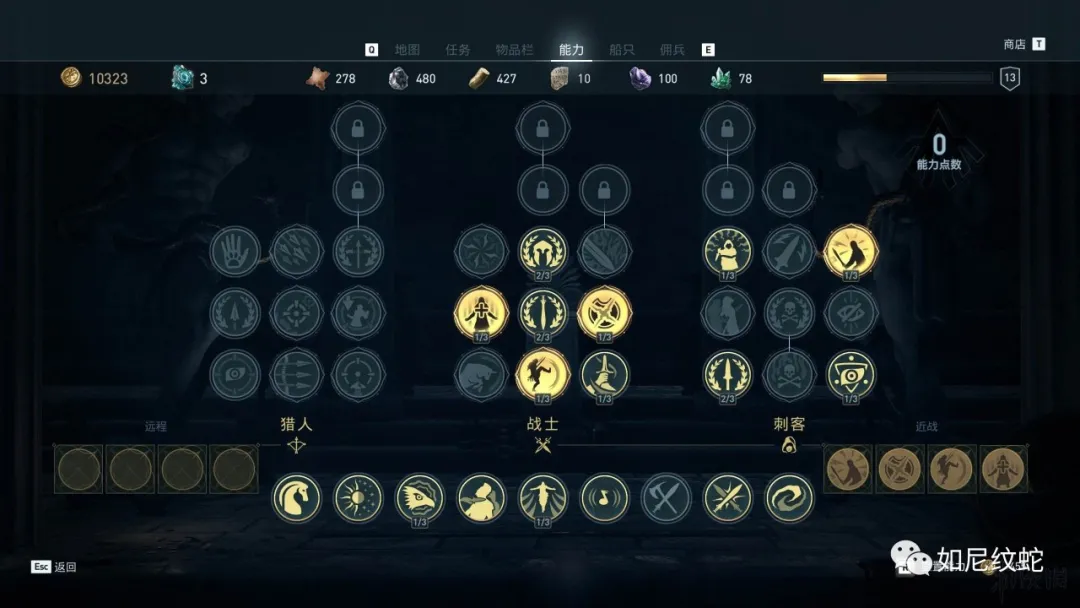 Q 地图 任务 物品栏 能力 船只 佣兵 E 商店 T
10323 3 278 480 427 10 100 78 13
0
能力点数
2/3 1/3 1/3
1/3 2/3 1/3
1/3 1/3 2/3 1/3
远程 猎人 战士 刺客 近战
1/3 1/3
Esc 返回
如尼纹蛇